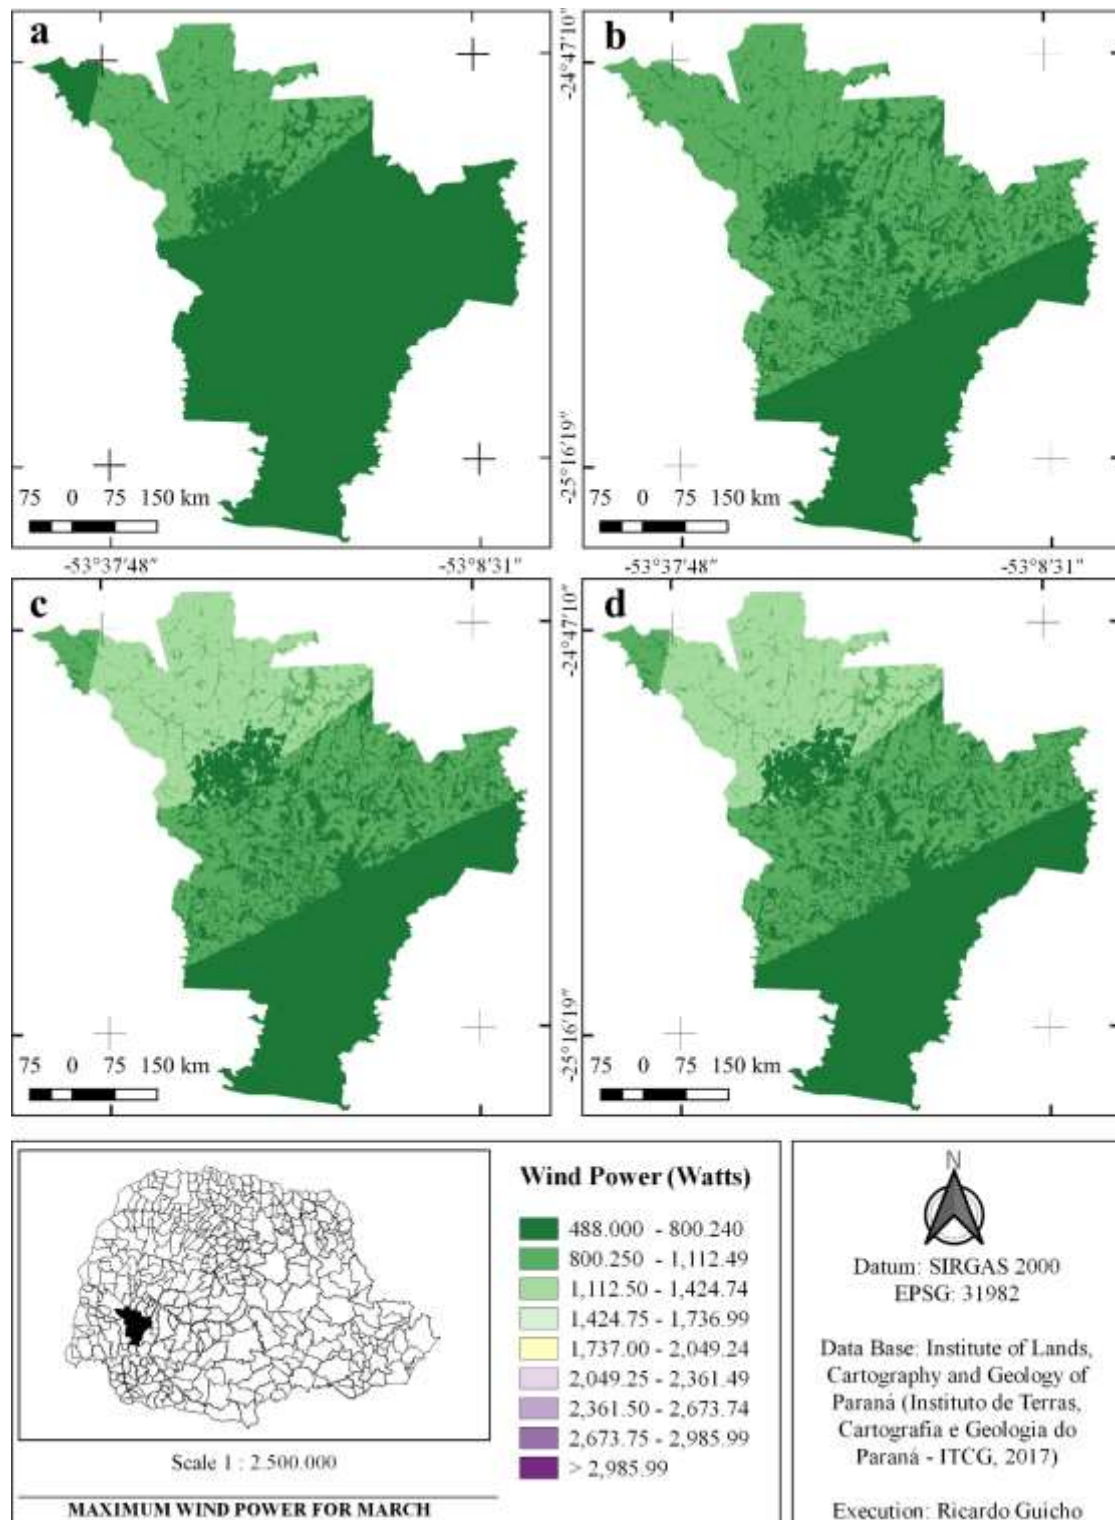 a
b
-24°47'10"
-25°16'19"
75 0 75 150 km
75 0 75 150 km
-53°37'48"
-53°8'31"
-53°37'48"
-53°8'31"
c
d
-24°47'10"
-25°16'19"
75 0 75 150 km
75 0 75 150 km
Scale 1 : 2.500.000
MAXIMUM WIND POWER FOR MARCH
Wind Power (Watts)
488.000 - 800.240
800.250 - 1,112.49
1,112.50 - 1,424.74
1,424.75 - 1,736.99
1,737.00 - 2,049.24
2,049.25 - 2,361.49
2,361.50 - 2,673.74
2,673.75 - 2,985.99
> 2,985.99
N
Datum: SIRGAS 2000
EPSG: 31982
Data Base: Institute of Lands,
Cartography and Geology of
Paraná (Instituto de Terras,
Cartografia e Geologia do
Paraná - ITCG, 2017)
Execution: Ricardo Guicho